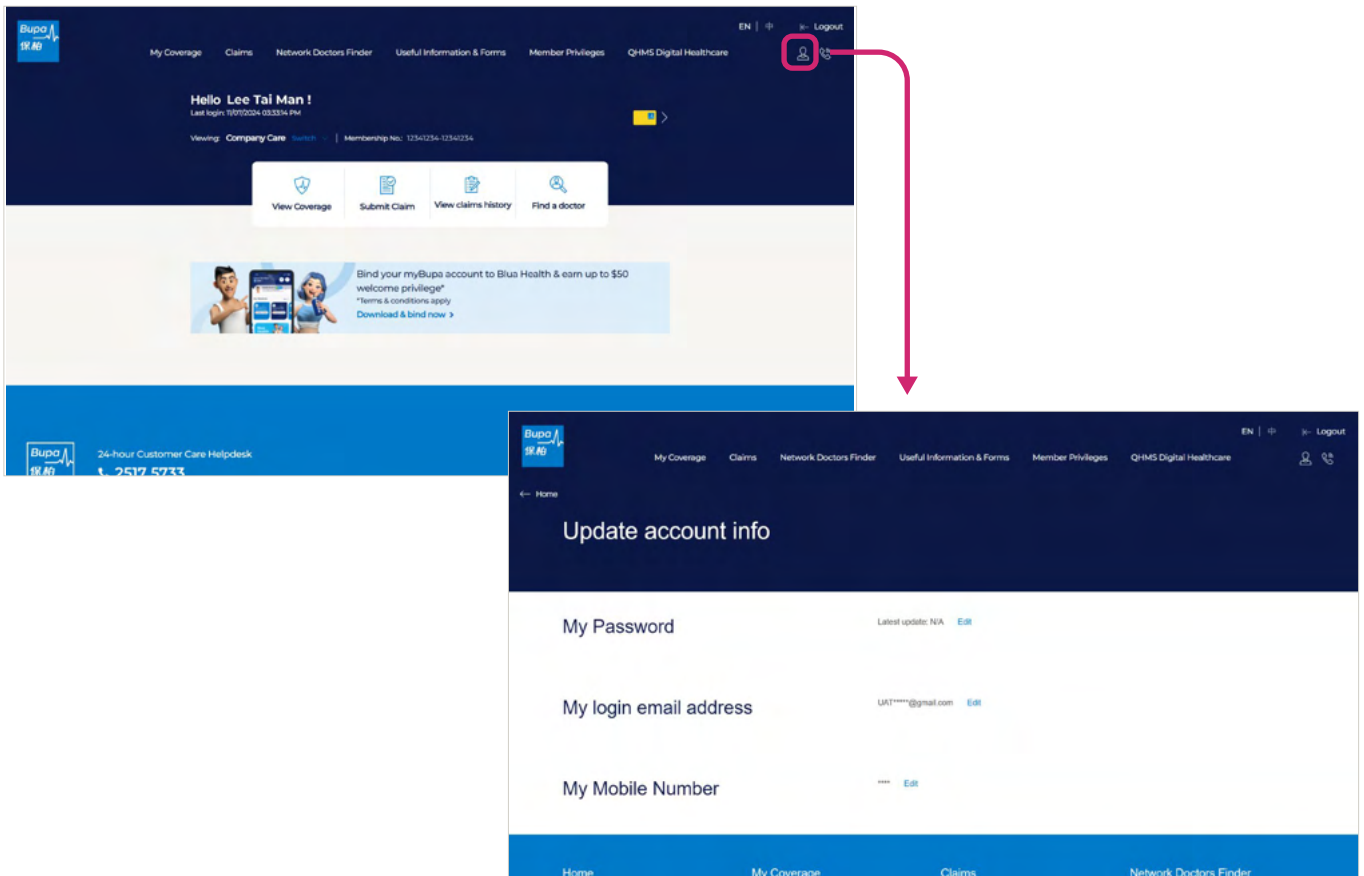 Bupa
保柏
EN | 中 Logout
My Coverage Claims Network Doctors Finder Useful Information & Forms Member Privileges QHMS Digital Healthcare
Hello Lee Tai Man !
Last login: 11/07/2024 03:33:14 PM
Viewing: Company Care Switch | Membership No.: 12341234-12341234
View Coverage Submit Claim View claims history Find a doctor
Bind your myBupa account to Blua Health & earn up to $50
welcome privilege*
*Terms & conditions apply
Download & bind now >
Bupa
保柏
24-hour Customer Care Helpdesk
2517 5733
Bupa
保柏
EN | 中 Logout
My Coverage Claims Network Doctors Finder Useful Information & Forms Member Privileges QHMS Digital Healthcare
← Home
Update account info
My Password Latest update: N/A Edit
My login email address UAT*****@gmail.com Edit
My Mobile Number **** Edit
Home My Coverage Claims Network Doctors Finder